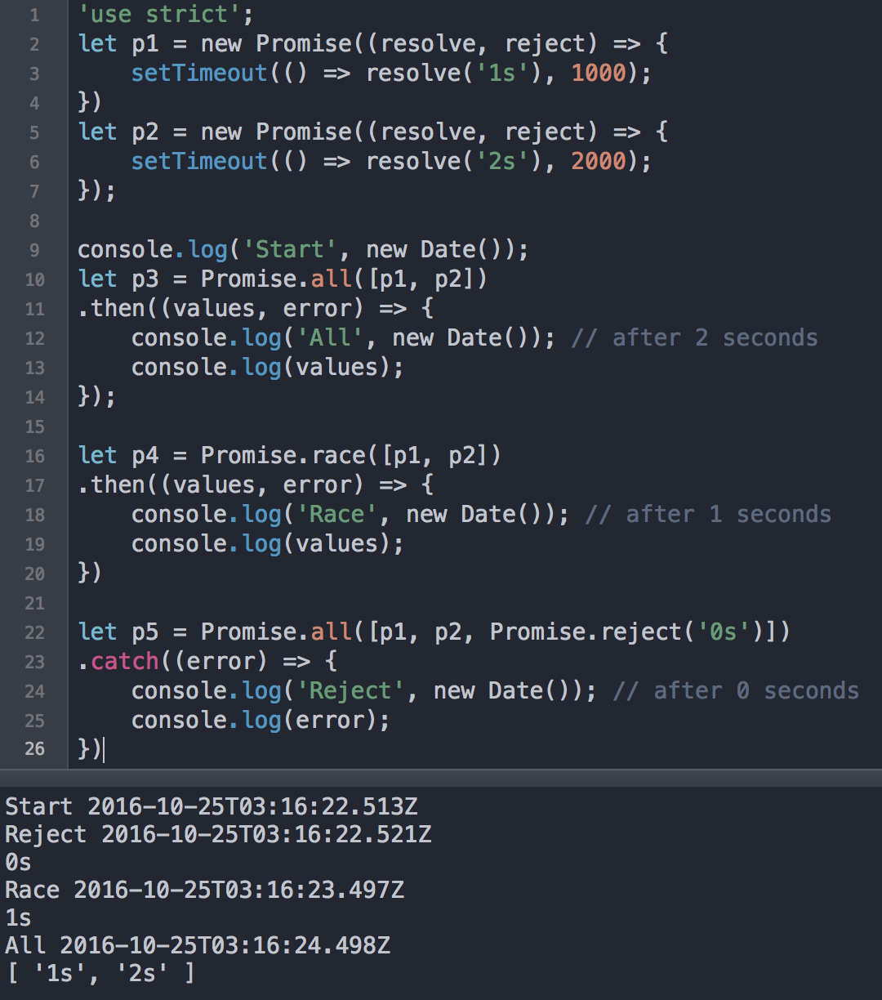 1 'use strict';
2 let p1 = new Promise((resolve, reject) => {
3     setTimeout(() => resolve('1s'), 1000);
4 })
5 let p2 = new Promise((resolve, reject) => {
6     setTimeout(() => resolve('2s'), 2000);
7 });
8
9 console.log('Start', new Date());
10 let p3 = Promise.all([p1, p2])
11 .then((values, error) => {
12     console.log('All', new Date()); // after 2 seconds
13     console.log(values);
14 });
15
16 let p4 = Promise.race([p1, p2])
17 .then((values, error) => {
18     console.log('Race', new Date()); // after 1 seconds
19     console.log(values);
20 })
21
22 let p5 = Promise.all([p1, p2, Promise.reject('0s')])
23 .catch((error) => {
24     console.log('Reject', new Date()); // after 0 seconds
25     console.log(error);
26 })
Start 2016-10-25T03:16:22.513Z
Reject 2016-10-25T03:16:22.521Z
0s
Race 2016-10-25T03:16:23.497Z
1s
All 2016-10-25T03:16:24.498Z
[ '1s', '2s' ]